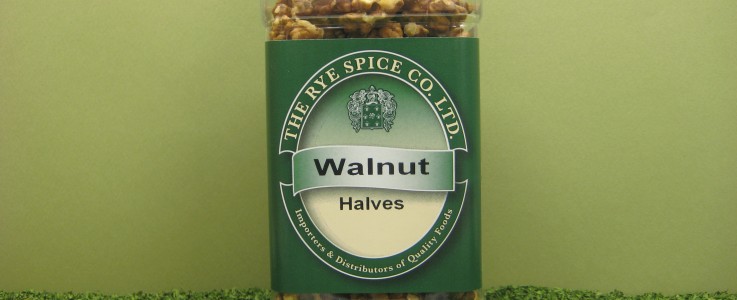 THE RYE SPICE CO. LTD.
Walnut
Halves
Importers & Distributors of Quality Foods